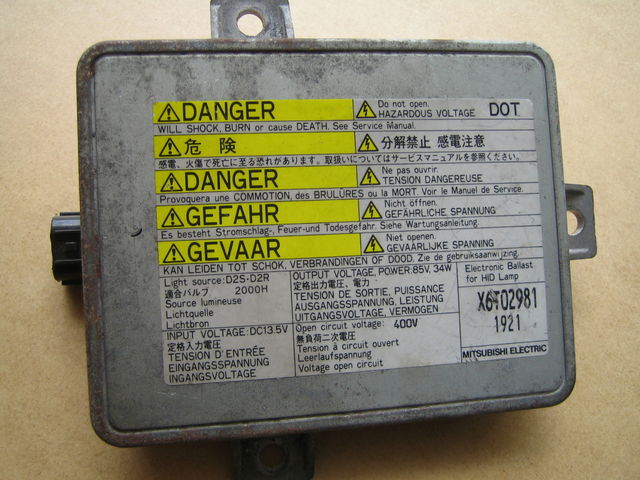 DANGER
Do not open.
HAZARDOUS VOLTAGE
DOT
WILL SHOCK, BURN or cause DEATH. See Service Manual.
危険
分解禁止 感電注意
感電、火傷で死亡に至る恐れがあります。取扱いについてはサービスマニュアルを参照ください。
DANGER
Ne pas ouvrir.
TENSION DANGEREUSE
Provoquera une COMMOTION, des BRULÛRES ou la MORT. Voir le Manuel de Service.
GEFAHR
Nicht öffnen.
GEFÄHRLICHE SPANNUNG
Es besteht Stromschlag-, Feuer-und Todesgefahr. Siehe Wartungsanleitung.
GEVAAR
Niet openen.
GEVAARLIJKE SPANNING
KAN LEIDEN TOT SCHOK, VERBRANDINGEN OF DOOD. Zie de gebruiksaanwijzing.
Light source: D2S·D2R
適合バルブ 2000H
Source lumineuse
Lichtquelle
Lichtbron
OUTPUT VOLTAGE, POWER: 85V, 34W
定格出力電圧、電力
TENSION DE SORTIE, PUISSANCE
AUSGANGSSPANNUNG, LEISTUNG
UITGANGSVOLTAGE, VERMOGEN
Electronic Ballast
for HID Lamp
X6T02981
1921
MITSUBISHI ELECTRIC
INPUT VOLTAGE: DC13.5V
定格入力電圧
TENSION D'ENTRÉE
EINGANGSSPANNUNG
INGANGSVOLTAGE
Open circuit voltage: 400V
無負荷二次電圧
Tension à circuit ouvert
Leerlaufspannung
Voltage open circuit